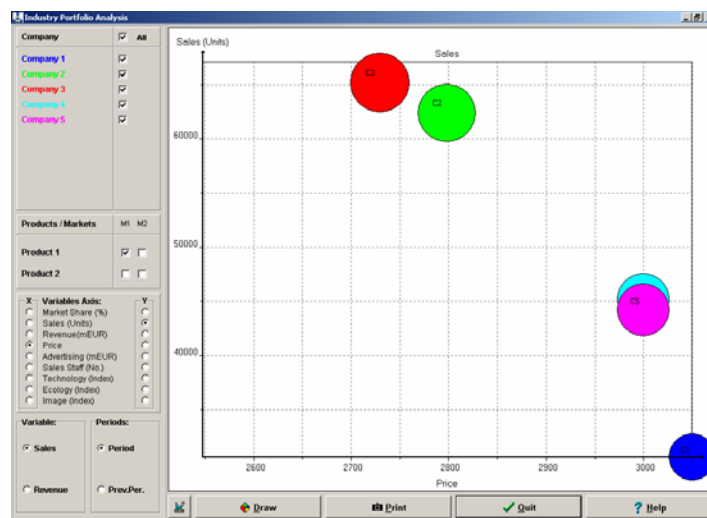 Industry Portfolio Analysis
Company All
Company 1
Company 2
Company 3
Company 4
Company 5
Products / Markets M1 M2
Product 1
Product 2
X Variables Axis: Y
Market Share (%)
Sales (Units)
Revenue(mEUR)
Price
Advertising (mEUR)
Sales Staff (No.)
Technology (Index)
Ecology (Index)
Image (Index)
Variable: Periods:
Sales Period
Revenue Prev.Per.
Sales (Units)
Sales
C3
C2
60000
50000
C5
40000
C1
2600 2700 2800 2900 3000
Price
Draw Print Quit Help